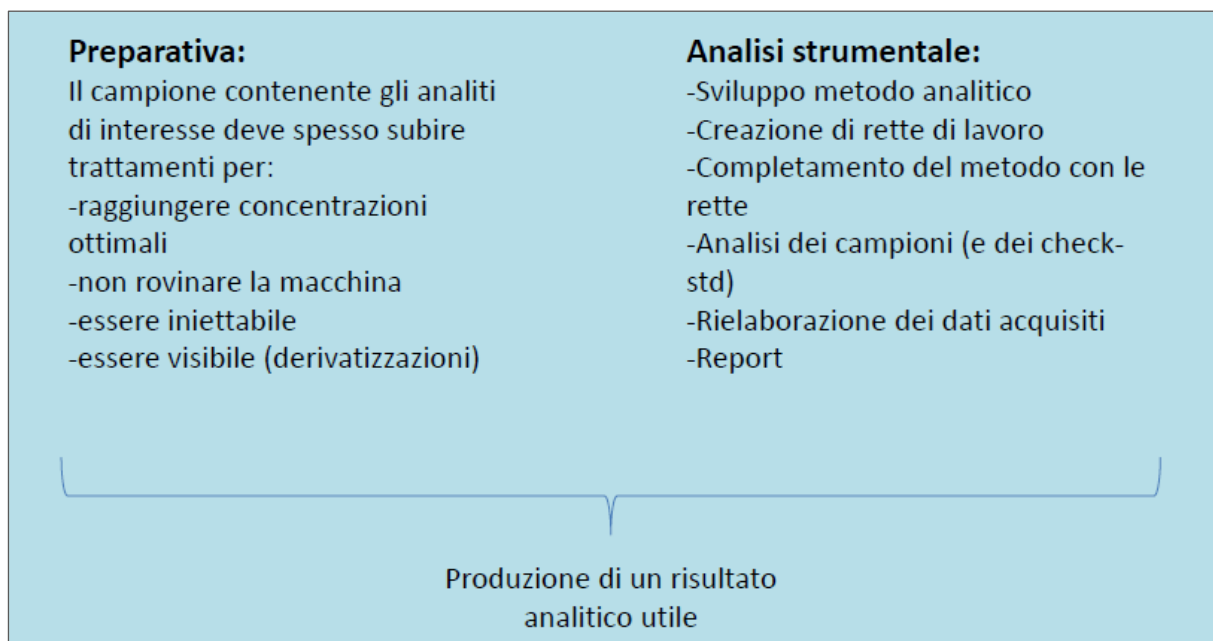 Preparativa:
Il campione contenente gli analiti
di interesse deve spesso subire
trattamenti per:
-raggiungere concentrazioni
ottimali
-non rovinare la macchina
-essere iniettabile
-essere visibile (derivatizzazioni)
Analisi strumentale:
-Sviluppo metodo analitico
-Creazione di rette di lavoro
-Completamento del metodo con le
rette
-Analisi dei campioni (e dei check-
std)
-Rielaborazione dei dati acquisiti
-Report
Produzione di un risultato
analitico utile